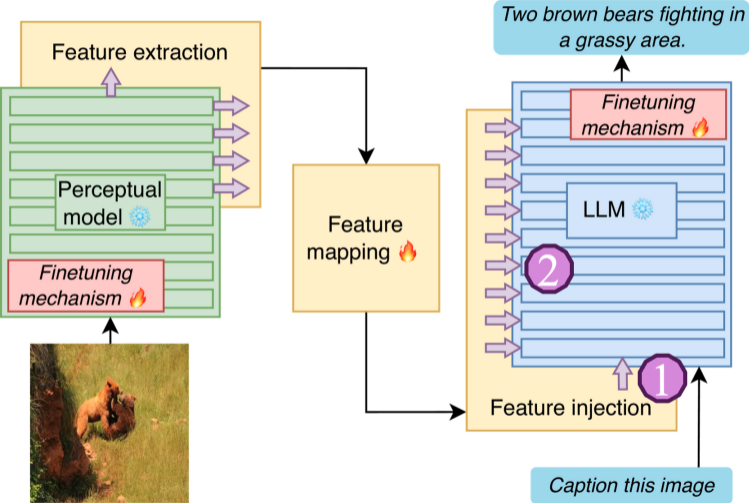 Feature extraction
Perceptual
model
Finetuning
mechanism
Feature
mapping
Two brown bears fighting in
a grassy area.
Finetuning
mechanism
LLM
2
1
Feature injection
Caption this image